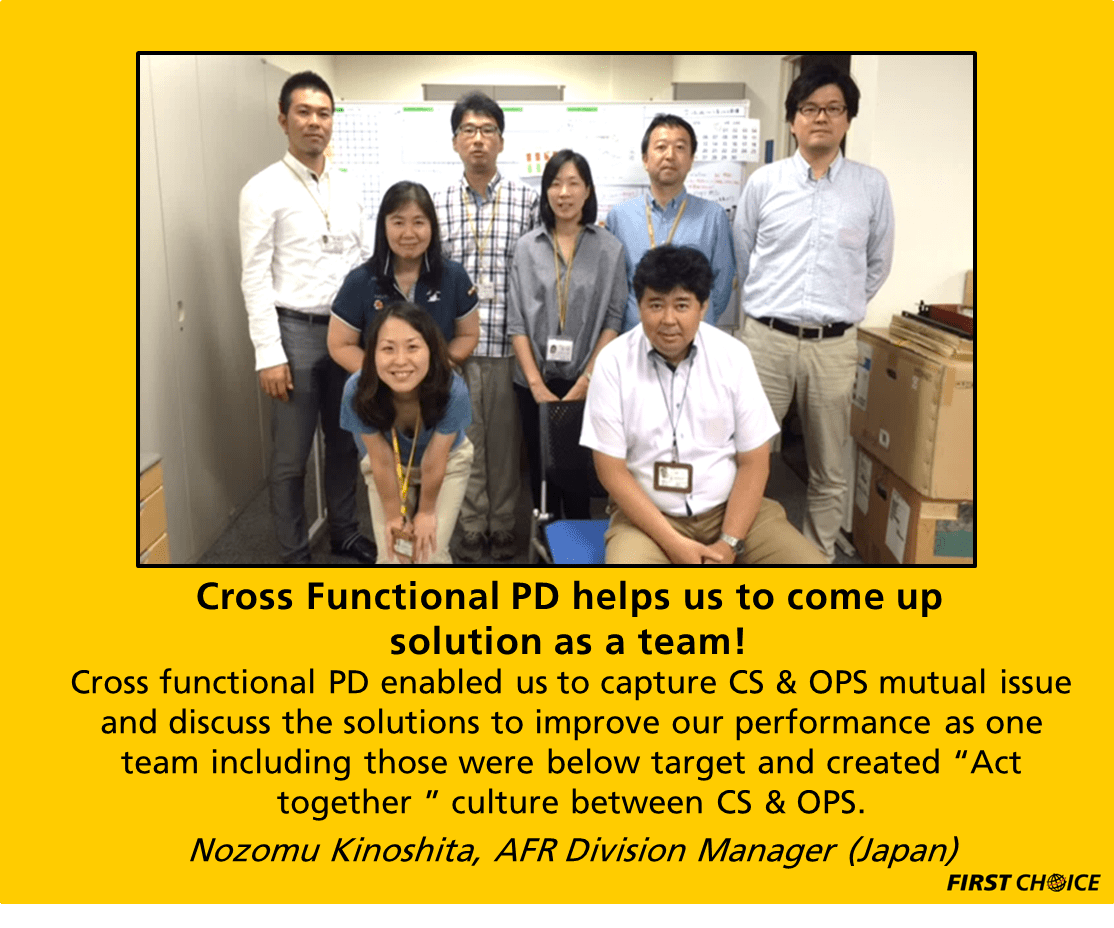 Cross Functional PD helps us to come up
solution as a team!
Cross functional PD enabled us to capture CS & OPS mutual issue
and discuss the solutions to improve our performance as one
team including those were below target and created “Act
together ” culture between CS & OPS.
Nozomu Kinoshita, AFR Division Manager (Japan)
FIRST CHOICE